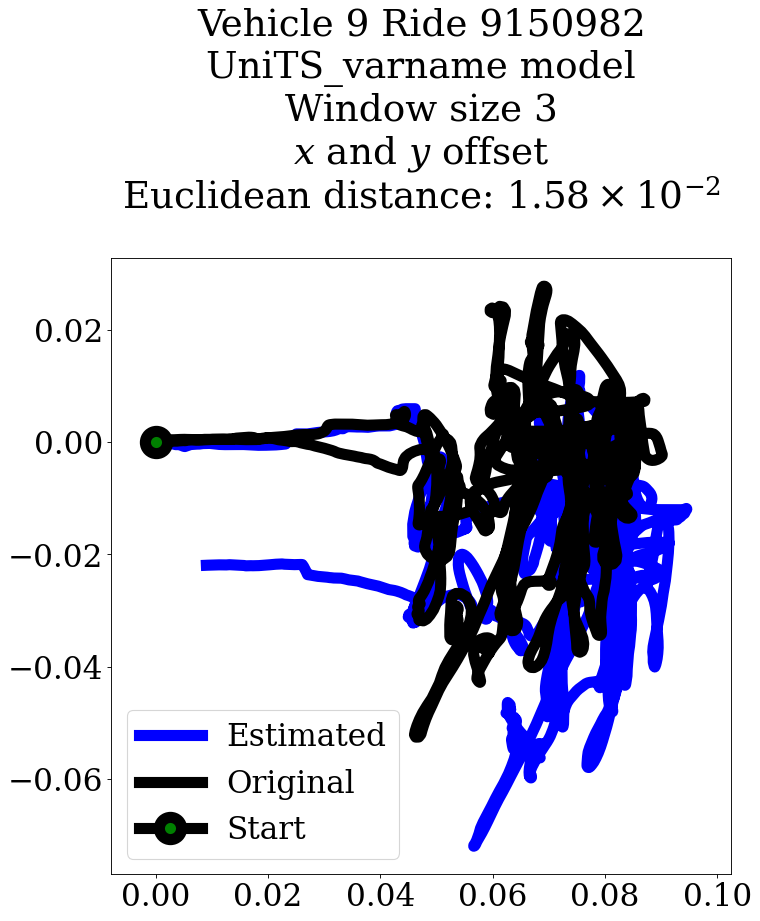 Vehicle 9 Ride 9150982
UniTS_varname model
Window size 3
x and y offset
Euclidean distance: 1.58 × 10⁻²
0.02
0.00
−0.02
−0.04
−0.06
Estimated
Original
Start
0.00 0.02 0.04 0.06 0.08 0.10